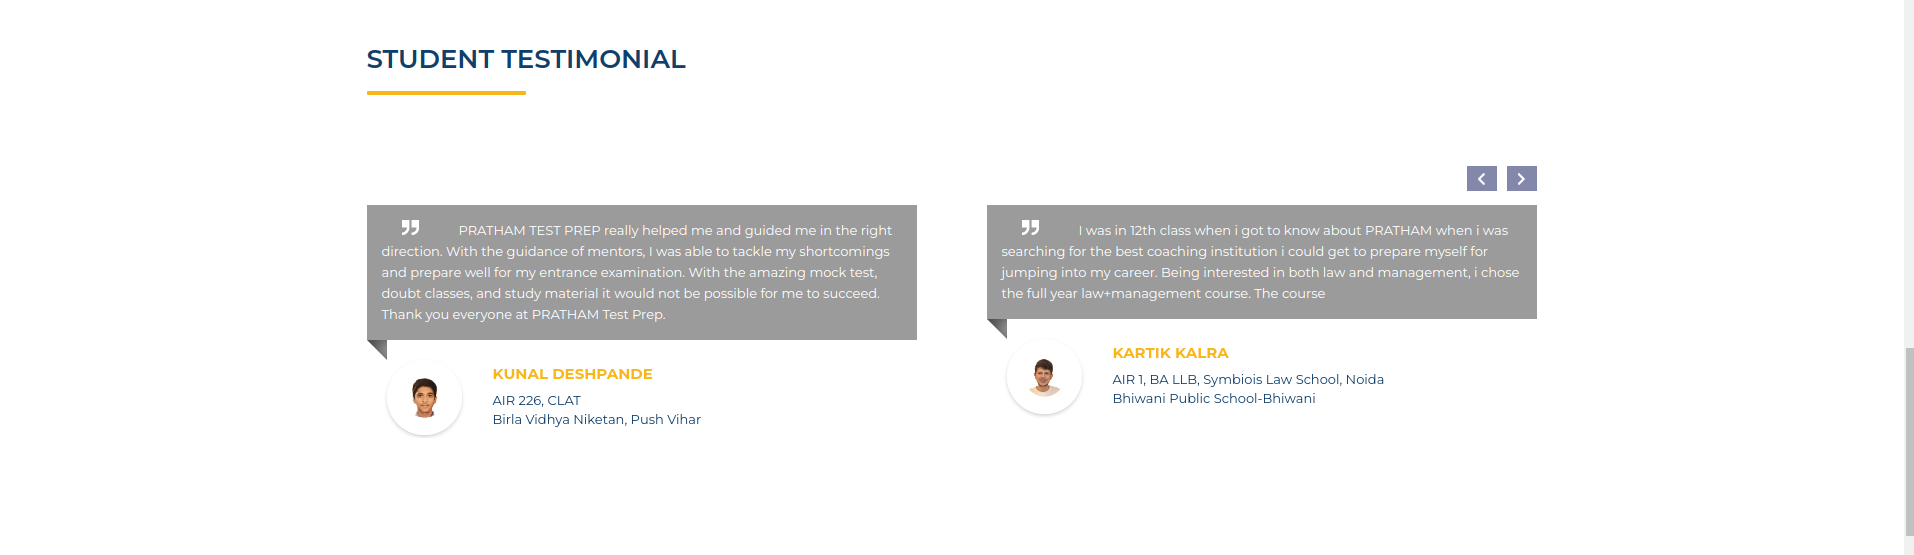 STUDENT TESTIMONIAL
PRATHAM TEST PREP really helped me and guided me in the right
direction. With the guidance of mentors, I was able to tackle my shortcomings
and prepare well for my entrance examination. With the amazing mock test,
doubt classes, and study material it would not be possible for me to succeed.
Thank you everyone at PRATHAM Test Prep.
KUNAL DESHPANDE
AIR 226, CLAT
Birla Vidhya Niketan, Push Vihar
I was in 12th class when i got to know about PRATHAM when i was
searching for the best coaching institution i could get to prepare myself for
jumping into my career. Being interested in both law and management, i chose
the full year law+management course. The course
KARTIK KALRA
AIR 1, BA LLB, Symbiois Law School, Noida
Bhiwani Public School-Bhiwani